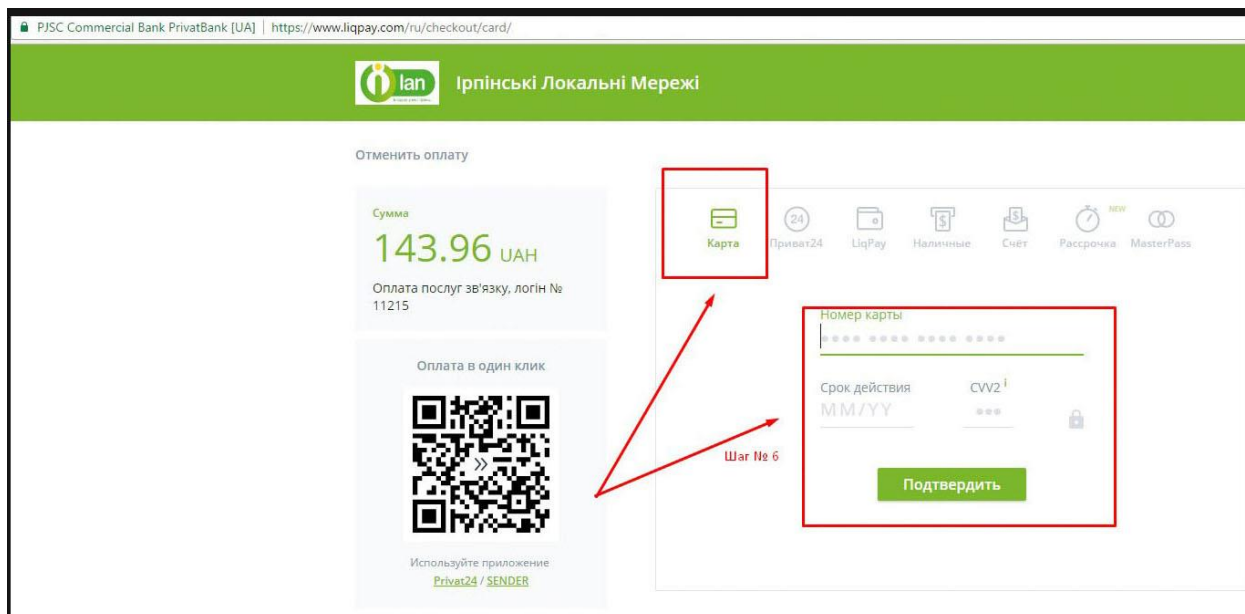 PJSC Commercial Bank PrivatBank [UA] | https://www.liqpay.com/ru/checkout/card/
ilan
Ірпінські Локальні Мережі
Отменить оплату
Сумма
143.96 UAH
Оплата послуг зв'язку, логін №
11215
Оплата в один клик
Используйте приложение
Privat24 / SENDER
Карта
Приват24
LiqPay
Наличные
Счёт
Рассрочка
NEW
MasterPass
24
Номер карты
Срок действия
CVV2 i
MM/YY
Шаг № 6
Подтвердить